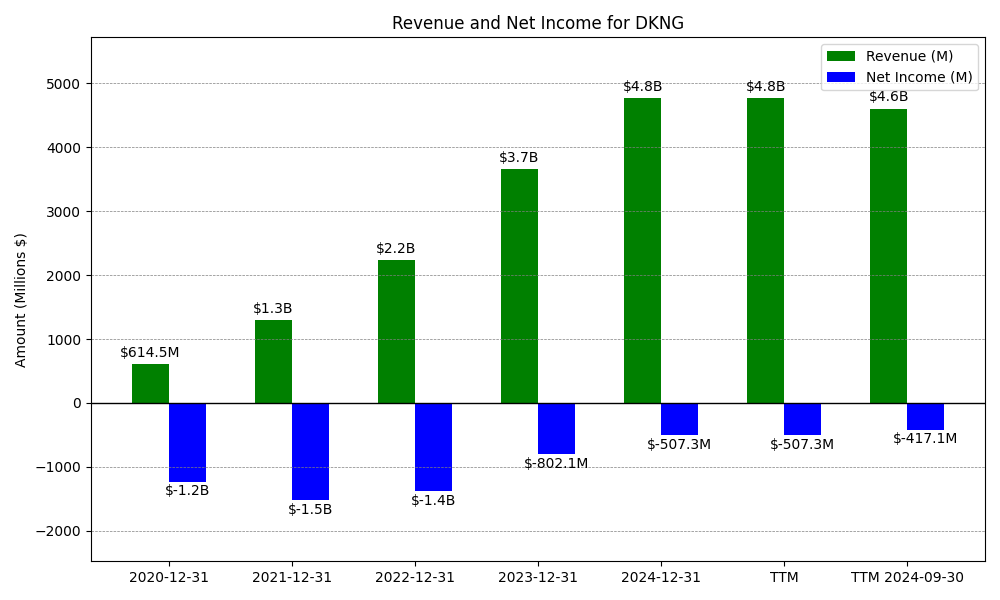 Revenue and Net Income for DKNG
Revenue (M)
Net Income (M)
Amount (Millions $)
5000
4000
3000
2000
1000
0
−1000
−2000
$614.5M
$1.3B
$2.2B
$3.7B
$4.8B
$4.8B
$4.6B
$-1.2B
$-1.5B
$-1.4B
$-802.1M
$-507.3M
$-507.3M
$-417.1M
2020-12-31
2021-12-31
2022-12-31
2023-12-31
2024-12-31
TTM
TTM 2024-09-30